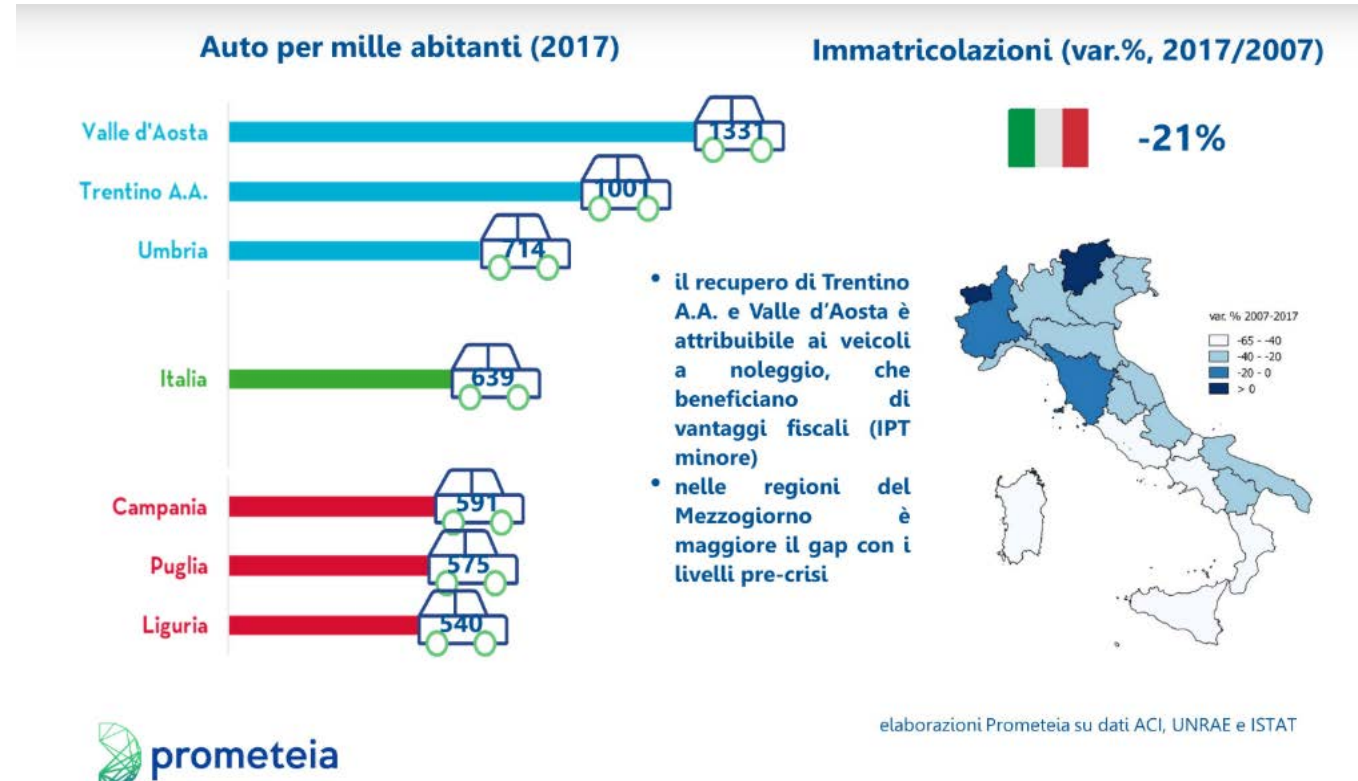 Auto per mille abitanti (2017)
Valle d'Aosta
1331
Trentino A.A.
1001
Umbria
714
Italia
639
Campania
591
Puglia
575
Liguria
540
• il recupero di Trentino
A.A. e Valle d’Aosta è
attribuibile ai veicoli
a noleggio, che
beneficiano di
vantaggi fiscali (IPT
minore)
• nelle regioni del
Mezzogiorno è
maggiore il gap con i
livelli pre-crisi
Immatricolazioni (var.%, 2017/2007)
-21%
var. % 2007-2017
-65 - -40
-40 - -20
-20 - 0
> 0
elaborazioni Prometeia su dati ACI, UNRAE e ISTAT
prometeia